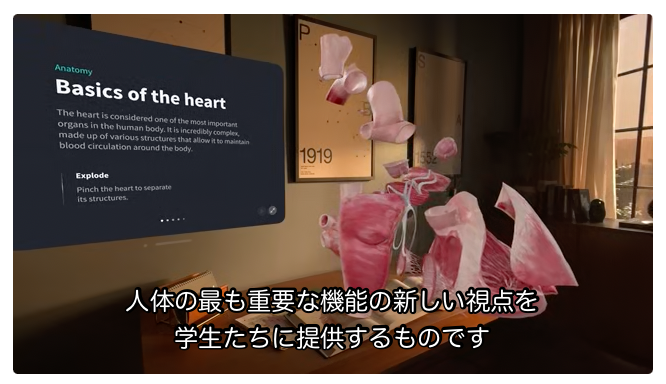 Anatomy
Basics of the heart
The heart is considered one of the most important
organs in the human body. It is incredibly complex,
made up of various structures that allow it to maintain
blood circulation around the body.
Explode
Pinch the heart to separate
its structures.
P
1919
S
人体の最も重要な機能の新しい視点を
学生たちに提供するものです